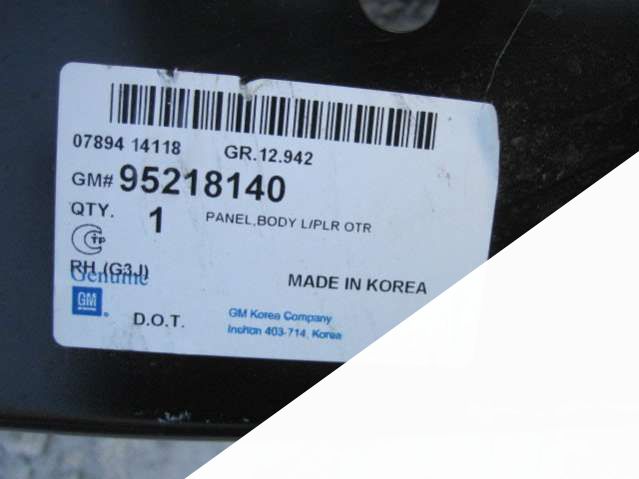 07894 14118 GR.12.942
GM# 95218140
QTY. 1 PANEL,BODY L/PLR OTR
CTP
RH (G3J)
Genuine
MADE IN KOREA
GM
D.O.T.
GM Korea Company
Inchon 403-714, Korea